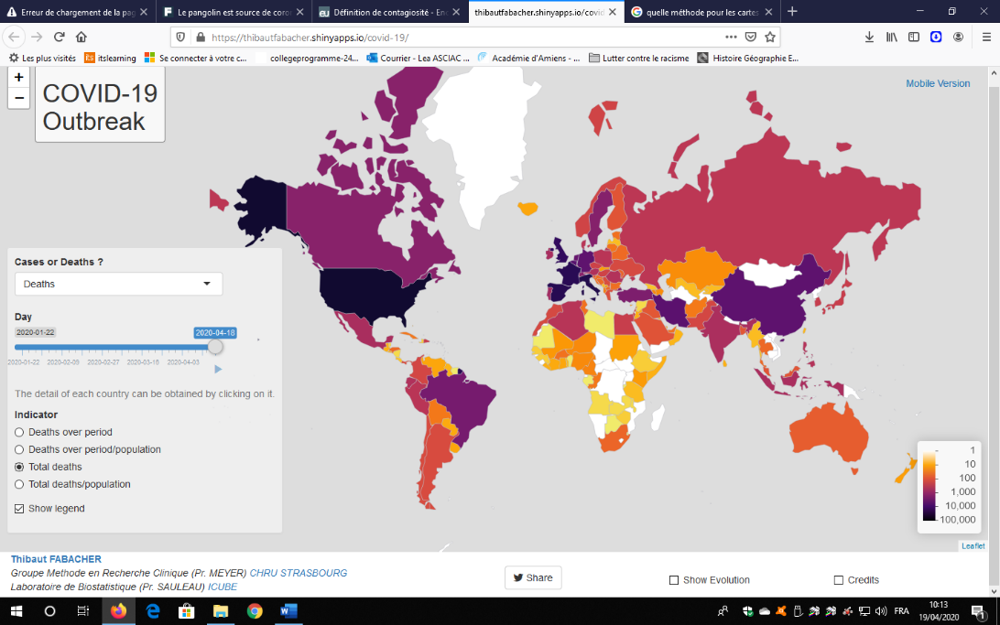 Erreur de chargement de la pag
Le pangolin est source de coron
Définition de contagiosité - Enc
thibautfabacher.shinyapps.io/covid
quelle méthode pour les cartes
https://thibautfabacher.shinyapps.io/covid-19/
Les plus visités
itslearning
Se connecter à votre c...
collegeprogramme-24...
Courrier - Lea ASCIAC ...
Académie d'Amiens - ...
Lutter contre le racisme
Histoire Géographie E...
+
−
COVID-19
Outbreak
Mobile Version
Cases or Deaths ?
Deaths
Day
2020-01-22
2020-04-18
2020-01-22
2020-02-09
2020-02-27
2020-03-16
2020-04-03
The detail of each country can be obtained by clicking on it.
Indicator
Deaths over period
Deaths over period/population
Total deaths
Total deaths/population
Show legend
1
10
100
1,000
10,000
100,000
Leaflet
Thibaut FABACHER
Groupe Methode en Recherche Clinique (Pr. MEYER) CHRU STRASBOURG
Laboratoire de Biostatistique (Pr. SAULEAU) ICUBE
Share
Show Evolution
Credits
FRA
10:13
19/04/2020
1